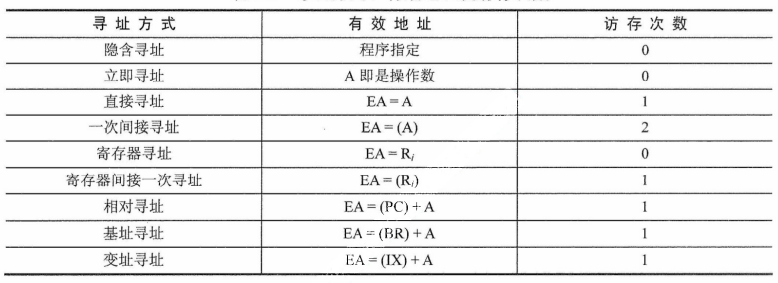 寻址方式 有效地址 访存次数
隐含寻址 程序指定 0
立即寻址 A 即是操作数 0
直接寻址 EA = A 1
一次间接寻址 EA = (A) 2
寄存器寻址 EA = Rᵢ 0
寄存器间接一次寻址 EA = (Rᵢ) 1
相对寻址 EA = (PC) + A 1
基址寻址 EA = (BR) + A 1
变址寻址 EA = (IX) + A 1